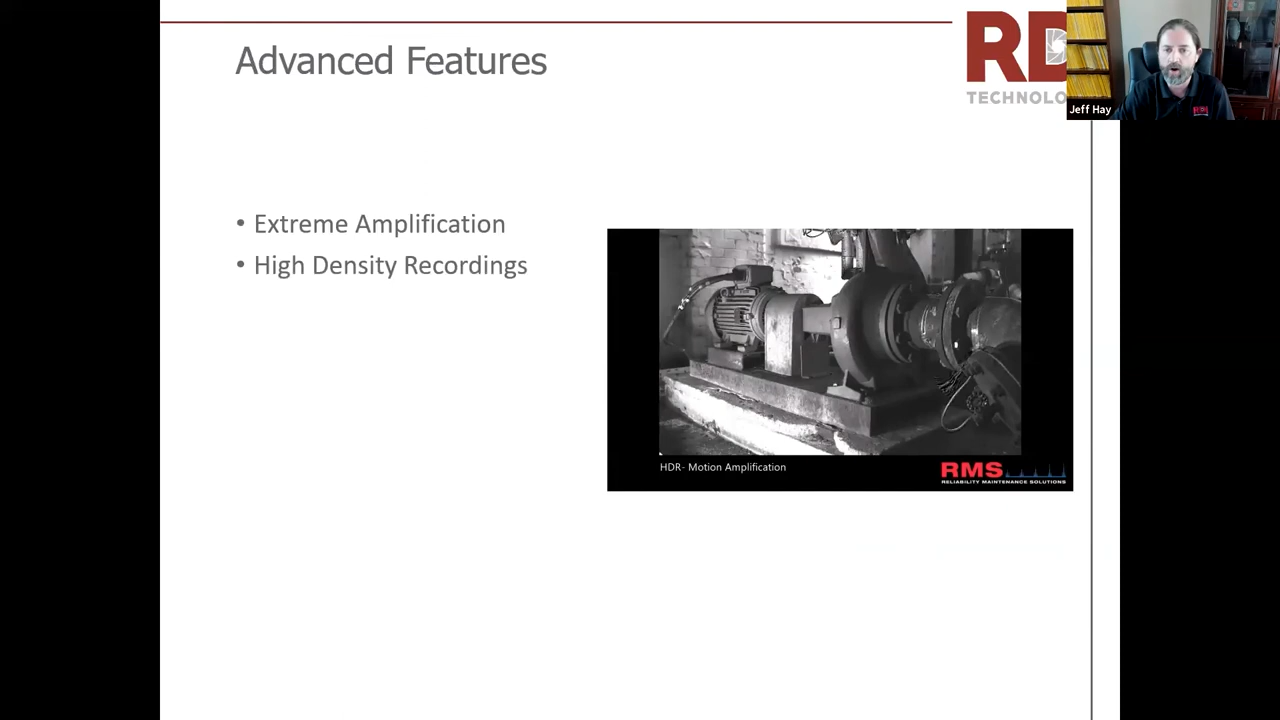 Advanced Features
RD
TECHNOLO
Jeff Hay
• Extreme Amplification
• High Density Recordings
HDR- Motion Amplification
RMS
RELIABILITY MAINTENANCE SOLUTIONS